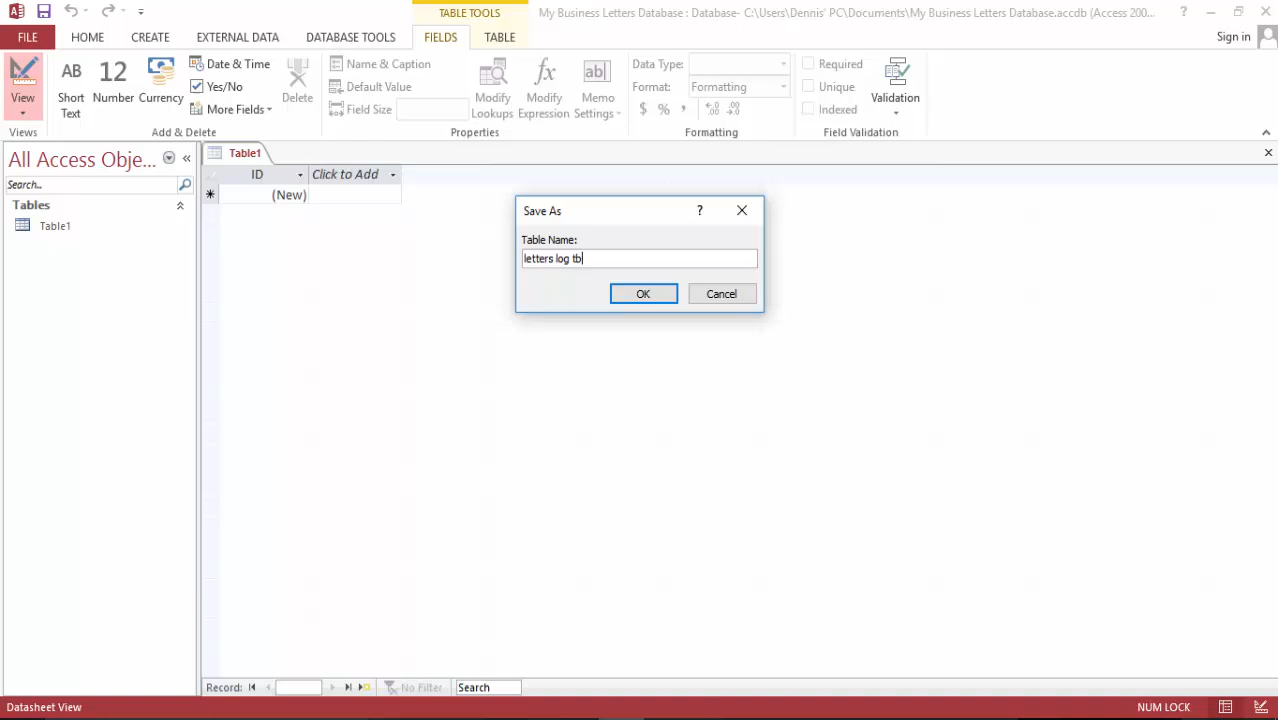 TABLE TOOLS
My Business Letters Database : Database- C:\Users\Dennis' PC\Documents\My Business Letters Database.accdb (Access 200...
?
FILE HOME CREATE EXTERNAL DATA DATABASE TOOLS FIELDS TABLE Sign in
View
AB Short Text
12 Number
Currency
Date & Time
Yes/No
More Fields
Delete
Name & Caption
Default Value
Field Size
Modify Lookups
fx Modify Expression
ab| Memo Settings
Data Type:
Format: Formatting
$ % , .00 .00
Required
Unique
Indexed
Validation
Views Add & Delete Properties Formatting Field Validation
All Access Obje...
Search...
Tables
Table1
Table1
ID Click to Add
* (New)
Save As ?
Table Name:
letters log tb
OK Cancel
Record: No Filter Search
Datasheet View NUM LOCK